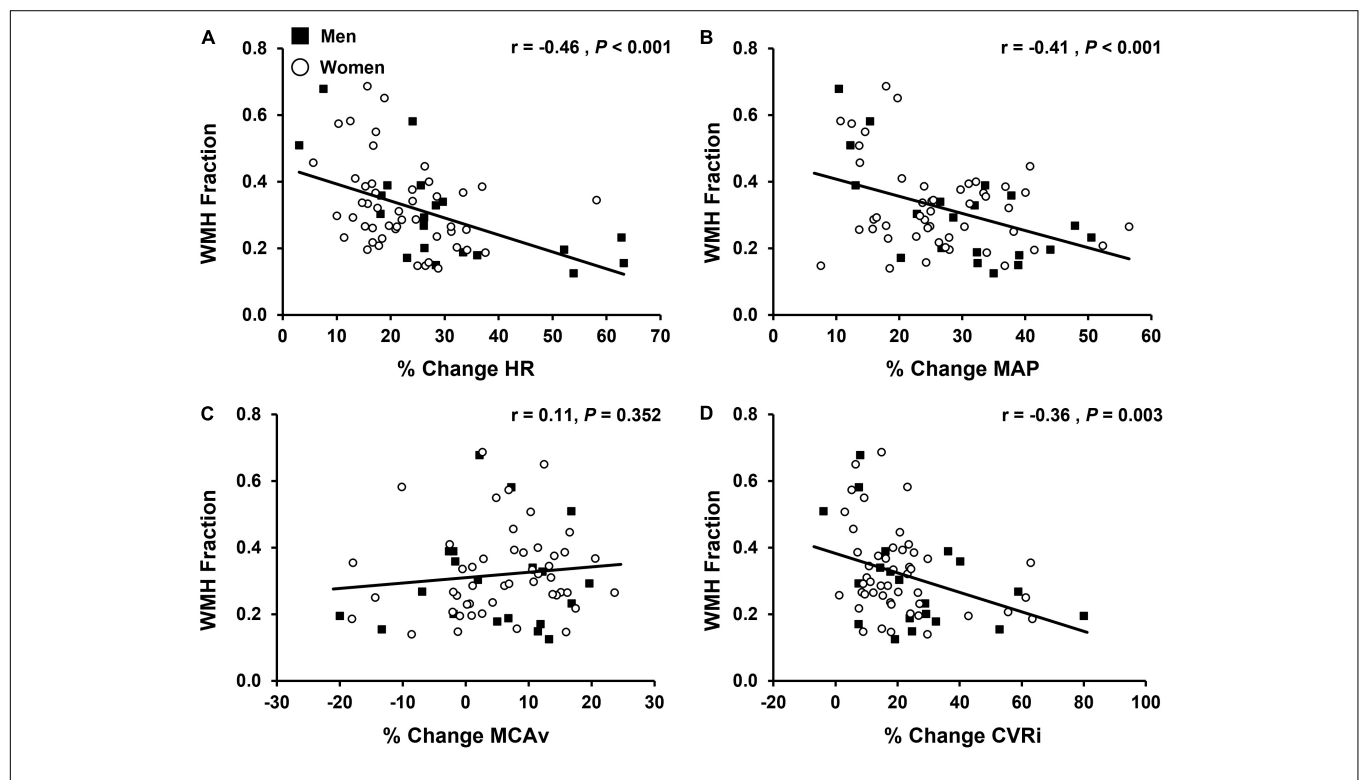 A
Men
Women
r = -0.46 , P < 0.001
WMH Fraction
0.8
0.6
0.4
0.2
0.0
0 10 20 30 40 50 60 70
% Change HR
B
r = -0.41 , P < 0.001
WMH Fraction
0.8
0.6
0.4
0.2
0.0
0 10 20 30 40 50 60
% Change MAP
C
r = 0.11, P = 0.352
WMH Fraction
0.8
0.6
0.4
0.2
0.0
-30 -20 -10 0 10 20 30
% Change MCAv
D
r = -0.36 , P = 0.003
WMH Fraction
0.8
0.6
0.4
0.2
0.0
-20 0 20 40 60 80 100
% Change CVRi